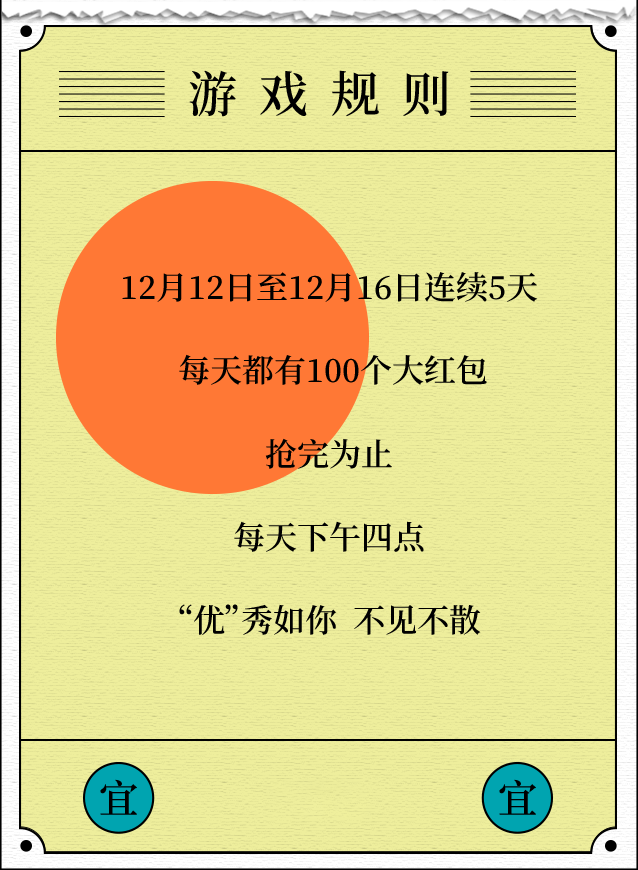 游戏规则
12月12日至12月16日连续5天
每天都有100个大红包
抢完为止
每天下午四点
“优”秀如你 不见不散
宜 宜